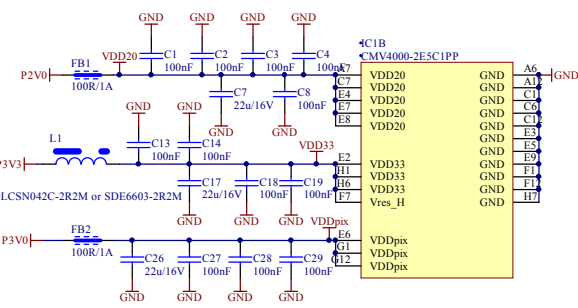 GND GND GND GND
IC1B
CMV4000-2E5C1PP
FB1 VDD20 C1 C2 C3 C4
100nF 100nF 100nF 100nF
P2V0 A7 VDD20 GND A6 GND
100R/1A C7 VDD20 GND A12
C7 C8 E4 VDD20 GND C1
22u/16V 100nF E7 VDD20 GND C6
E8 VDD20 GND C12
GND GND GND GND
GND E3
L1 C13 C14 VDD33 GND E5
100nF 100nF
P3V3 E2 VDD33 GND E9
H1 VDD33 GND F1
C17 C18 C19 H6 VDD33 GND F12
LCSN042C-2R2M or SDE6603-2R2M 22u/16V 100nF 100nF F7 Vres_H GND H7
GND GND GND
FB2 VDDpix
P3V0 E6 VDDpix
100R/1A G1 VDDpix
C26 C27 C28 C29 G12 VDDpix
22u/16V 100nF 100nF 100nF
GND GND GND GND